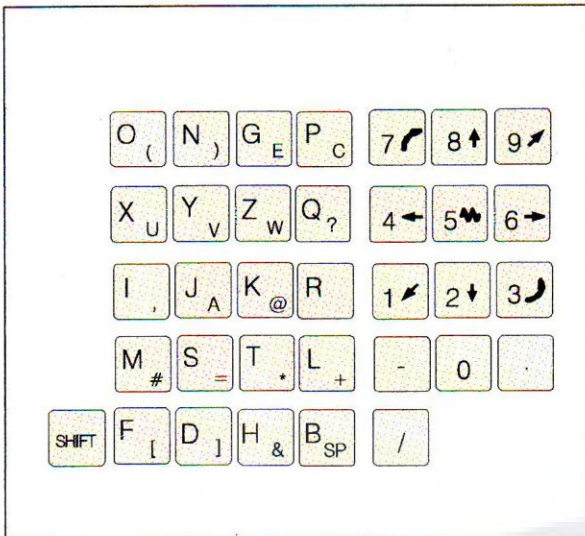 O ( N ) G E P C 7 8 9
X U Y V Z W Q ? 4 5 6
I , J A K @ R 1 2 3
M # S = T * L + - 0 .
SHIFT F [ D ] H & B SP /